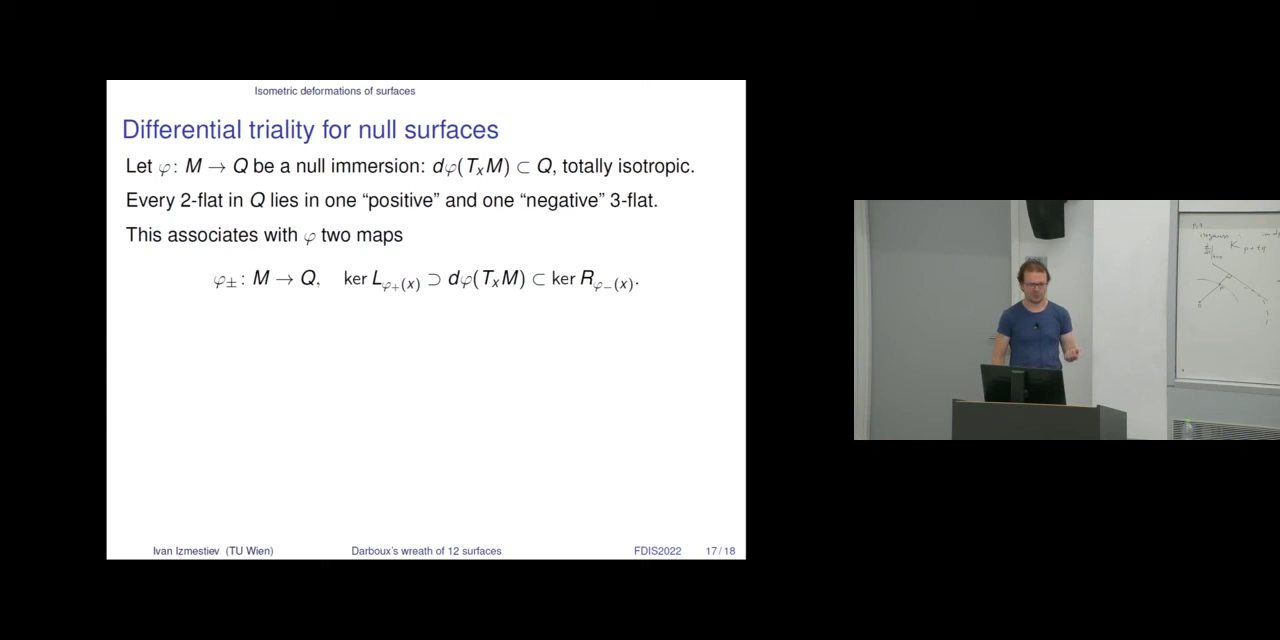 Isometric deformations of surfaces
Differential triality for null surfaces
Let φ: M → Q be a null immersion: dφ(TₓM) ⊂ Q, totally isotropic.
Every 2-flat in Q lies in one “positive” and one “negative” 3-flat.
This associates with φ two maps
φ±: M → Q, ker L_φ₊(x) ⊃ dφ(TₓM) ⊂ ker R_φ₋(x).
Ivan Izmestiev (TU Wien) Darboux's wreath of 12 surfaces FDIS2022 17 / 18